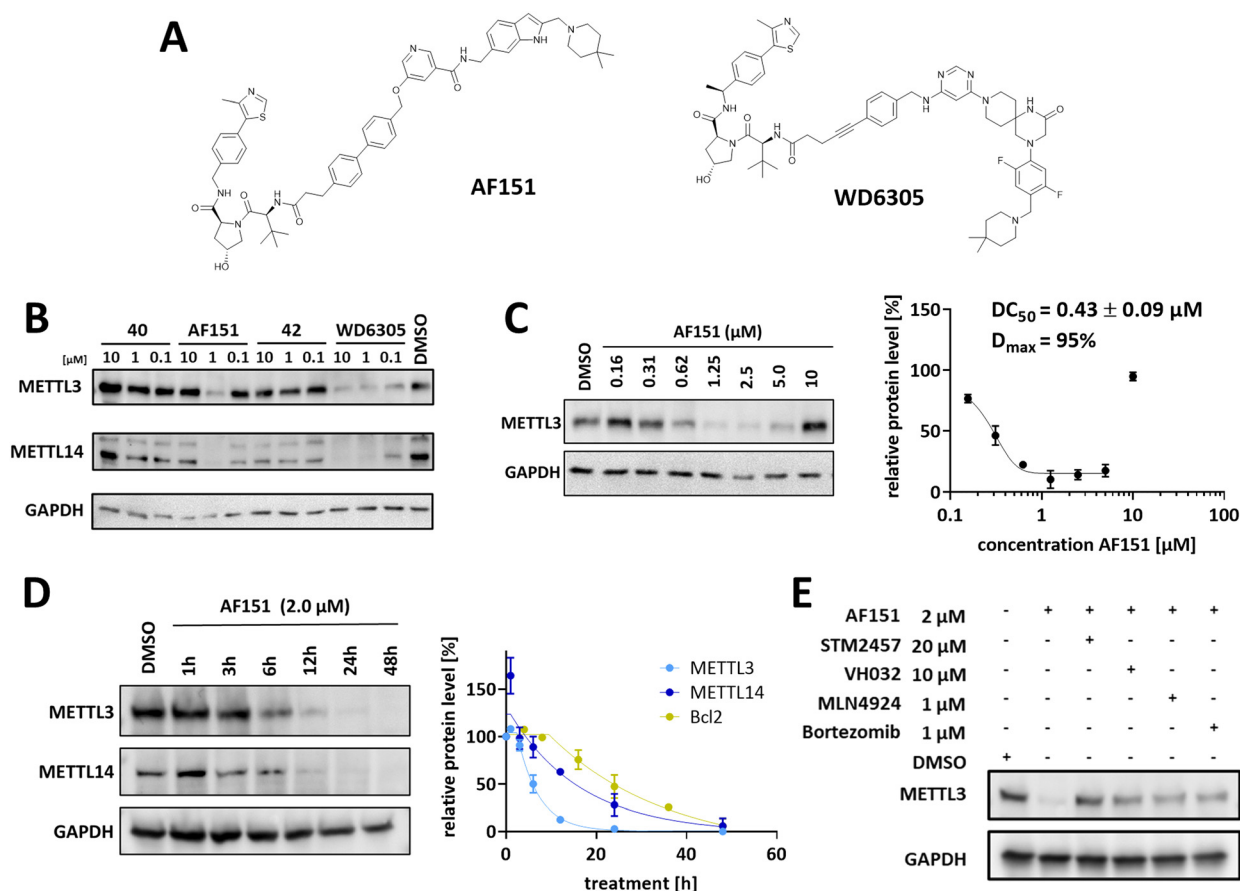 A
AF151
WD6305
B
40 AF151 42 WD6305 DMSO
[μM] 10 1 0.1 10 1 0.1 10 1 0.1 10 1 0.1
METTL3
METTL14
GAPDH
C
AF151 (μM)
DMSO 0.16 0.31 0.62 1.25 2.5 5.0 10
METTL3
GAPDH
relative protein level [%]
150
100
50
0
DC50 = 0.43 ± 0.09 μM
Dmax = 95%
0.1 1 10 100
concentration AF151 [μM]
D
AF151 (2.0 μM)
DMSO 1h 3h 6h 12h 24h 48h
METTL3
METTL14
GAPDH
relative protein level [%]
150
100
50
0
METTL3
METTL14
Bcl2
0 20 40 60
treatment [h]
E
AF151 2 μM - + + + + +
STM2457 20 μM - - + - - -
VH032 10 μM - - - + - -
MLN4924 1 μM - - - - + -
Bortezomib 1 μM - - - - - +
DMSO +
METTL3
GAPDH